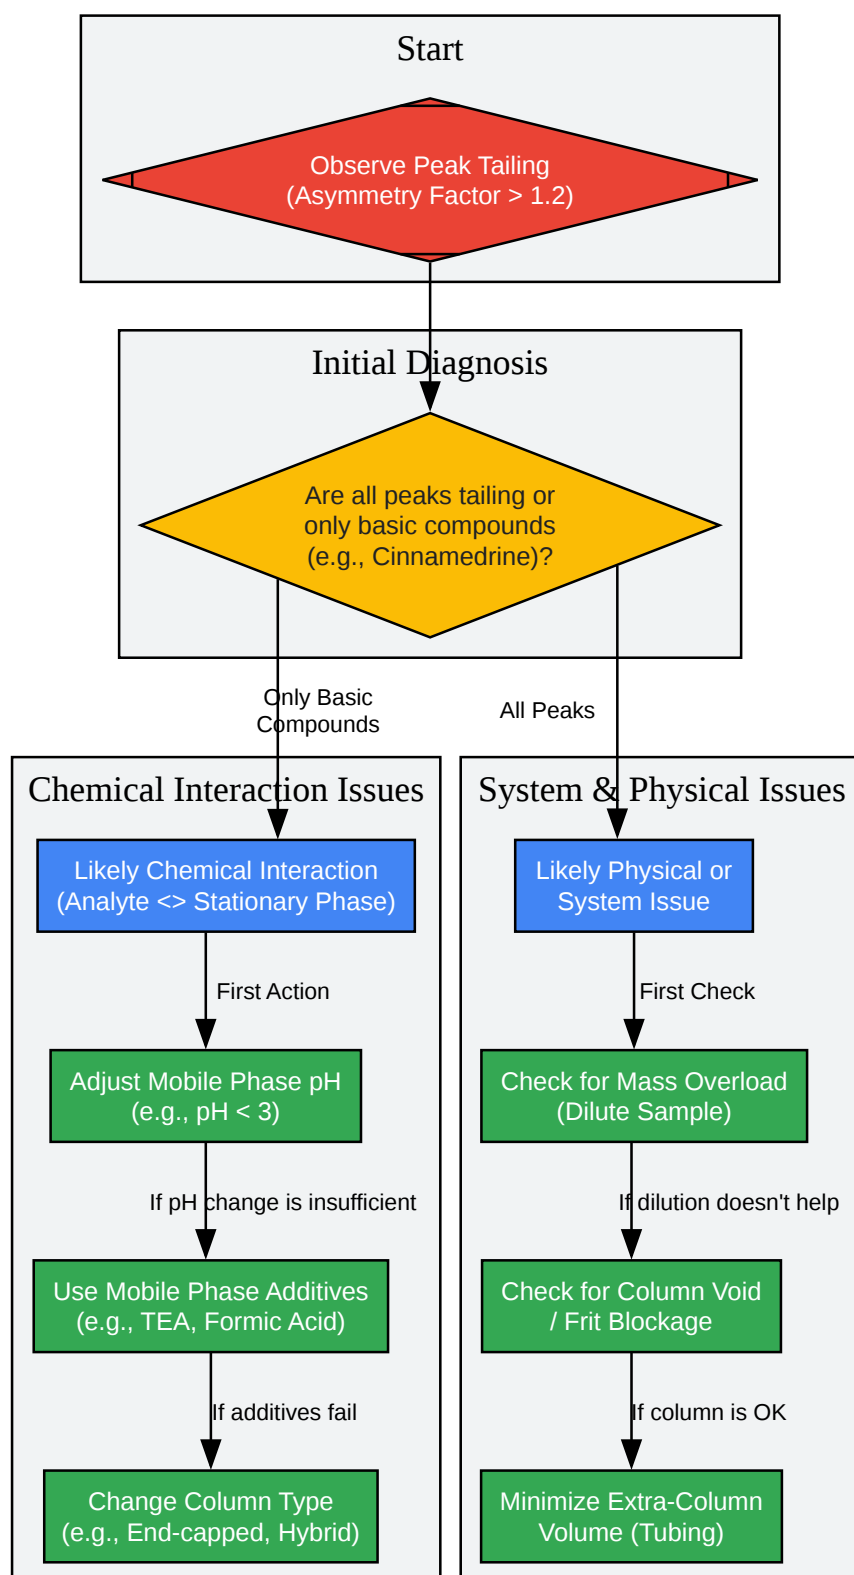 Start
Observe Peak Tailing
(Asymmetry Factor > 1.2)
Initial Diagnosis
Are all peaks tailing or
only basic compounds
(e.g., Cinnamedrine)?
Only Basic
Compounds
All Peaks
Chemical Interaction Issues
Likely Chemical Interaction
(Analyte <> Stationary Phase)
First Action
Adjust Mobile Phase pH
(e.g., pH < 3)
If pH change is insufficient
Use Mobile Phase Additives
(e.g., TEA, Formic Acid)
If additives fail
Change Column Type
(e.g., End-capped, Hybrid)
System & Physical Issues
Likely Physical or
System Issue
First Check
Check for Mass Overload
(Dilute Sample)
If dilution doesn't help
Check for Column Void
/ Frit Blockage
If column is OK
Minimize Extra-Column
Volume (Tubing)